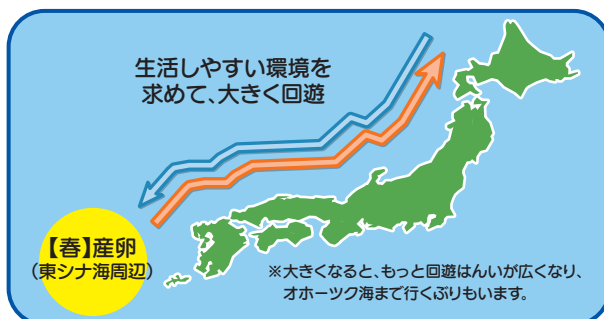 生活しやすい環境を
求めて、大きく回遊
【春】産卵
(東シナ海周辺)
※大きくなると、もっと回遊はんいが広くなり、
オホーツク海まで行くぶりもいます。